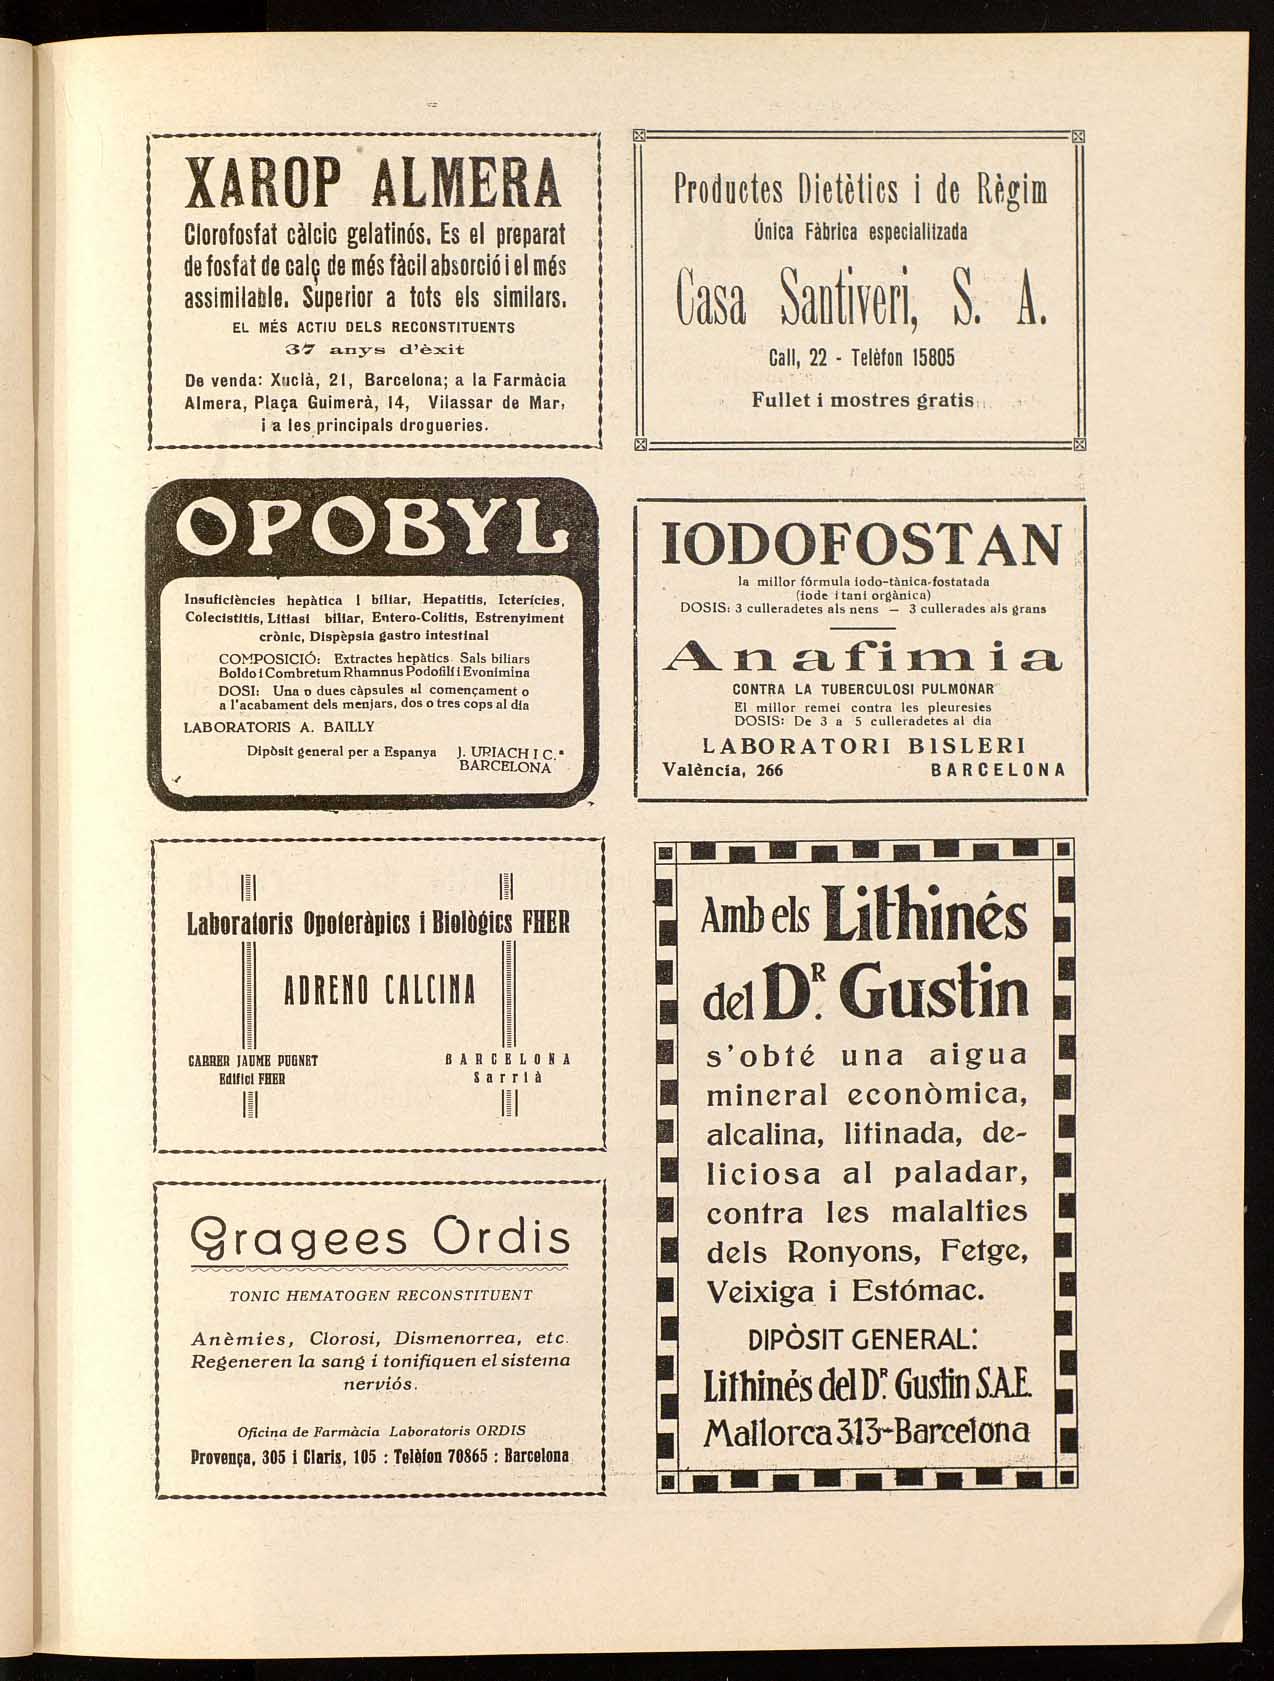 XAROP ALMERA
Clorofosfat càlcic gelatinós. Es el preparat
de fosfat de calç de més fàcil absorció i el més
assimilable. Superior a tots els similars.
EL MÉS ACTIU DELS RECONSTITUENTS
37 anys d'èxit
De venda: Xuclà, 21, Barcelona; a la Farmàcia
Almera, Plaça Guimerà, 14, Vilassar de Mar,
i a les principals drogueries.
Productes Dietètics i de Règim
Única Fàbrica especialitzada
Casa Santiveri, S. A.
Call, 22 - Telèfon 15805
Fullet i mostres gratis
OPOBYL
Insuficiències hepàtica i biliar, Hepatitis, Icterícies,
Colecistitis, Litiasi biliar, Entero-Colitis, Estrenyiment
crònic, Dispèpsia gastro intestinal
COMPOSICIÓ: Extractes hepàtics Sals biliars
Boldo i Combretum Rhamnus Podofilli i Evonimina
DOSI: Una o dues càpsules al començament o
a l'acabament dels menjars, dos o tres cops al dia
LABORATORIS A. BAILLY
Dipòsit general per a Espanya J. URIACH I C.ª
BARCELONA
IODOFOSTAN
la millor fórmula iodo-tànica-fostatada
(iode i tani orgànica)
DOSIS: 3 culleradetes als nens — 3 cullerades als grans
Anafimia
CONTRA LA TUBERCULOSI PULMONAR
El millor remei contra les pleuresies
DOSIS: De 3 a 5 culleradetes al dia
LABORATORI BISLERI
València, 266 BARCELONA
Laboratoris Opoteràpics i Biològics FHER
ADRENO CALCINA
CARRER JAUME PUGNET BARCELONA
Edifici FHER Sarrià
Gragees Ordis
TONIC HEMATOGEN RECONSTITUENT
Anèmies, Clorosi, Dismenorrea, etc.
Regeneren la sang i tonifiquen el sistema
nerviós.
Oficina de Farmàcia Laboratoris ORDIS
Provença, 305 i Claris, 105 : Telèfon 70865 : Barcelona
Amb els Lithinés
del DR. Gustin
s'obté una aigua
mineral econòmica,
alcalina, litinada, de-
liciosa al paladar,
contra les malalties
dels Ronyons, Fetge,
Veixiga i Estómac.
DIPÒSIT GENERAL:
Lithinés del DR. Gustin S.A.E.
Mallorca 313-Barcelona